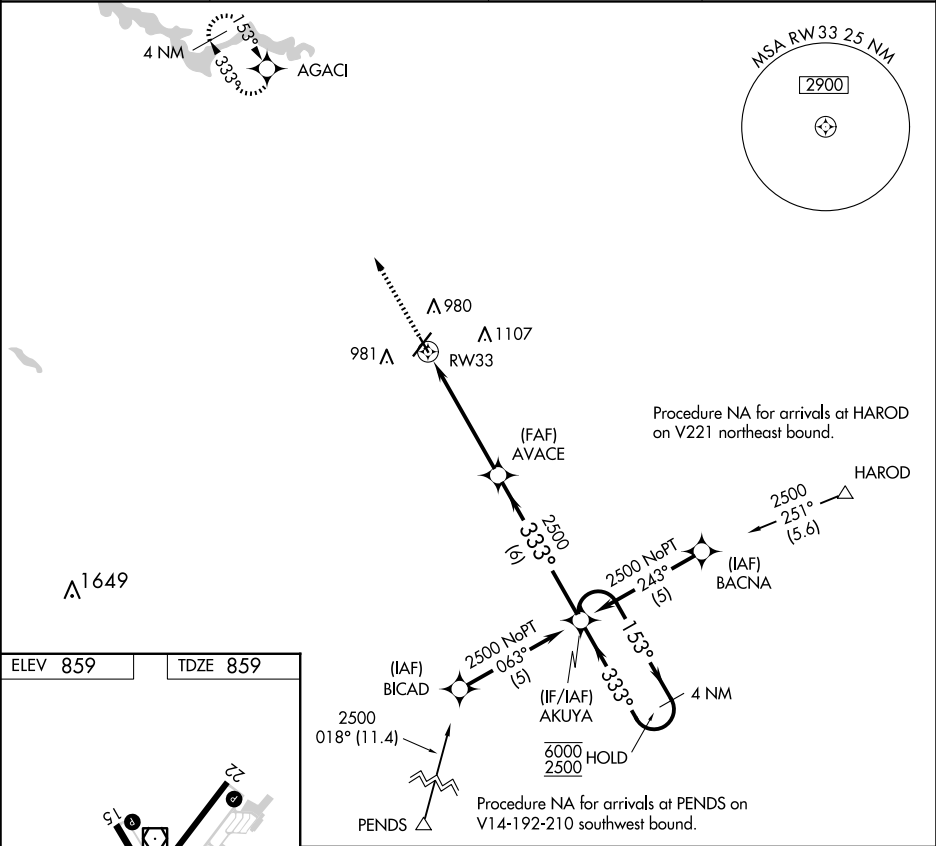 4 NM
153°
333°
AGACI
MSA RW33 25 NM
2900
980
1107
981
RW33
Procedure NA for arrivals at HAROD
on V221 northeast bound.
(FAF)
AVACE
HAROD
2500
251°
(5.6)
2500
333°
(6)
(IAF)
BACNA
2500 NoPT
243°
(5)
1649
153°
333°
4 NM
2500 NoPT
063°
(5)
(IAF)
BICAD
(IF/IAF)
AKUYA
6000
2500
HOLD
2500
018° (11.4)
PENDS
Procedure NA for arrivals at PENDS on
V14-192-210 southwest bound.
ELEV 859
TDZE 859
22
P
15
P